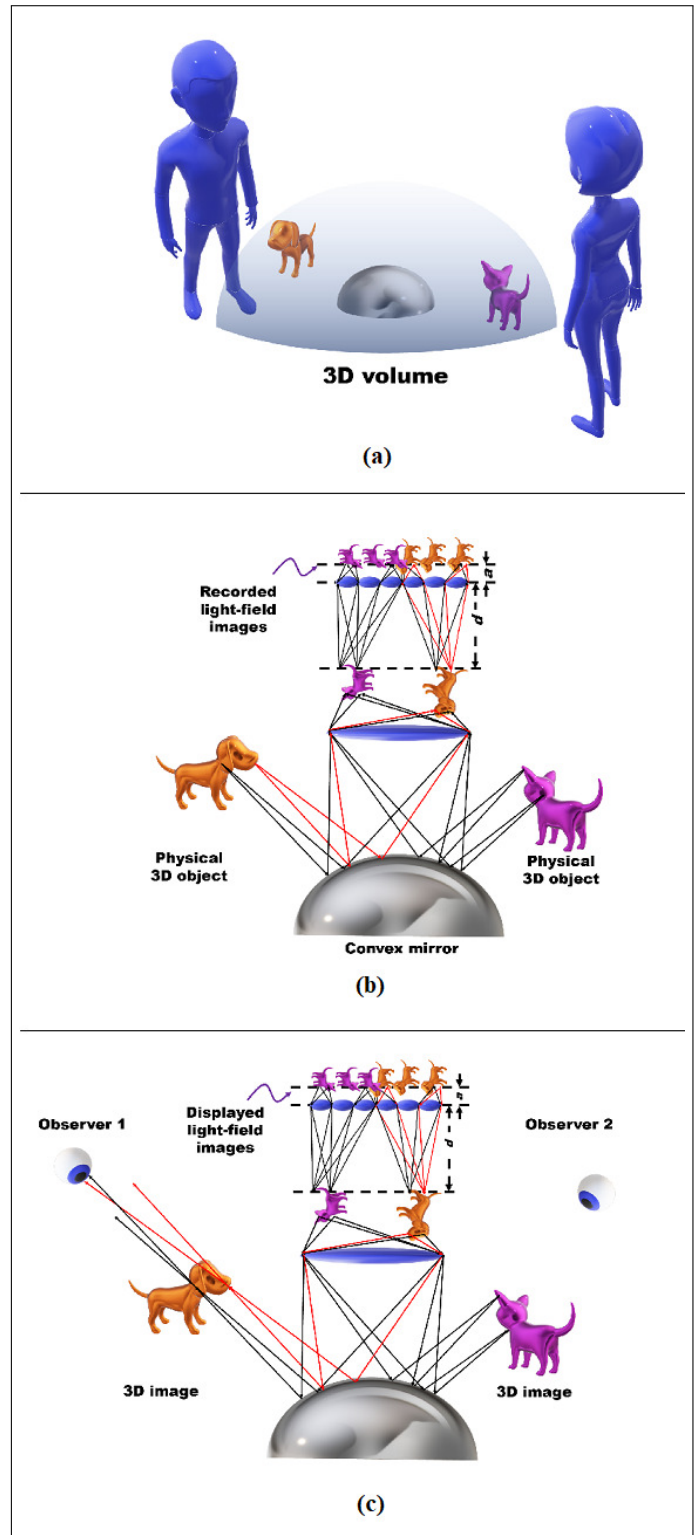 3D volume
(a)
Recorded
light-field
images
a
d
Physical
3D object
Physical
3D object
Convex mirror
(b)
Displayed
light-field
images
a
d
Observer 1
Observer 2
3D image
3D image
(c)